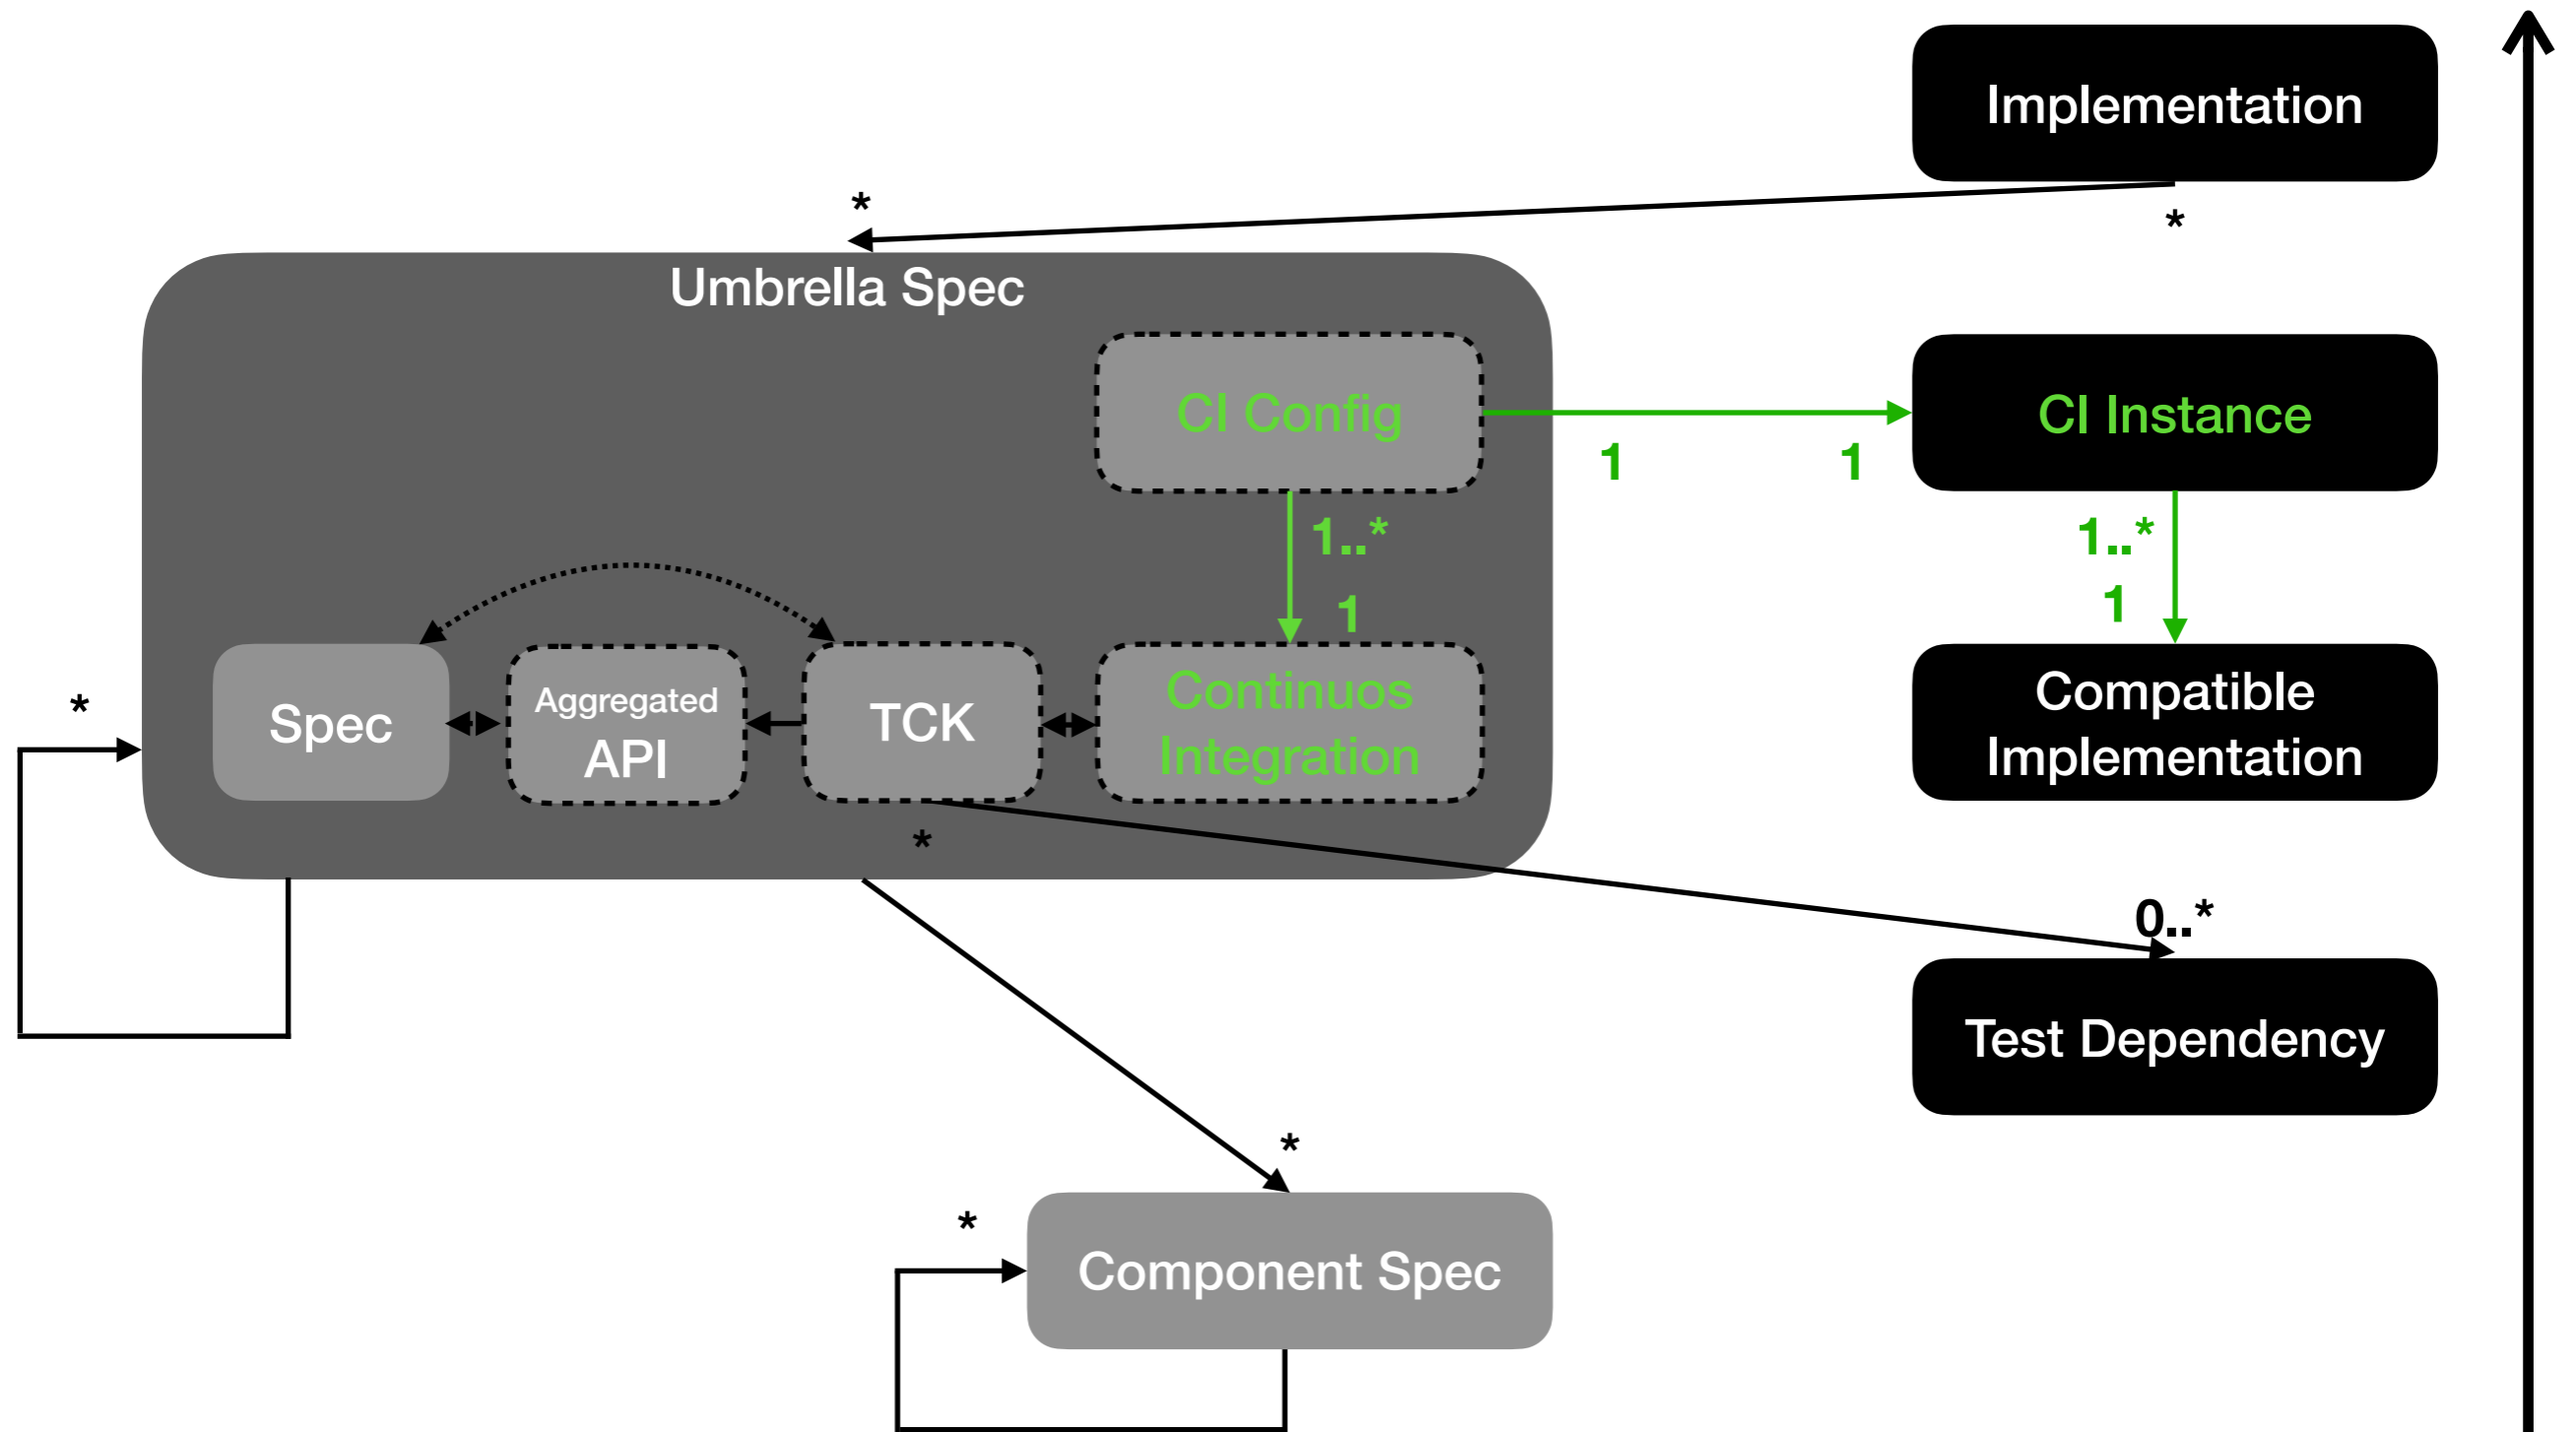 Implementation
*
*
Umbrella Spec
CI Config
CI Instance
1
1
1..*
1..*
1
1
Spec
Aggregated
API
TCK
Continuos
Integration
Compatible
Implementation
*
*
0..*
Test Dependency
*
*
Component Spec